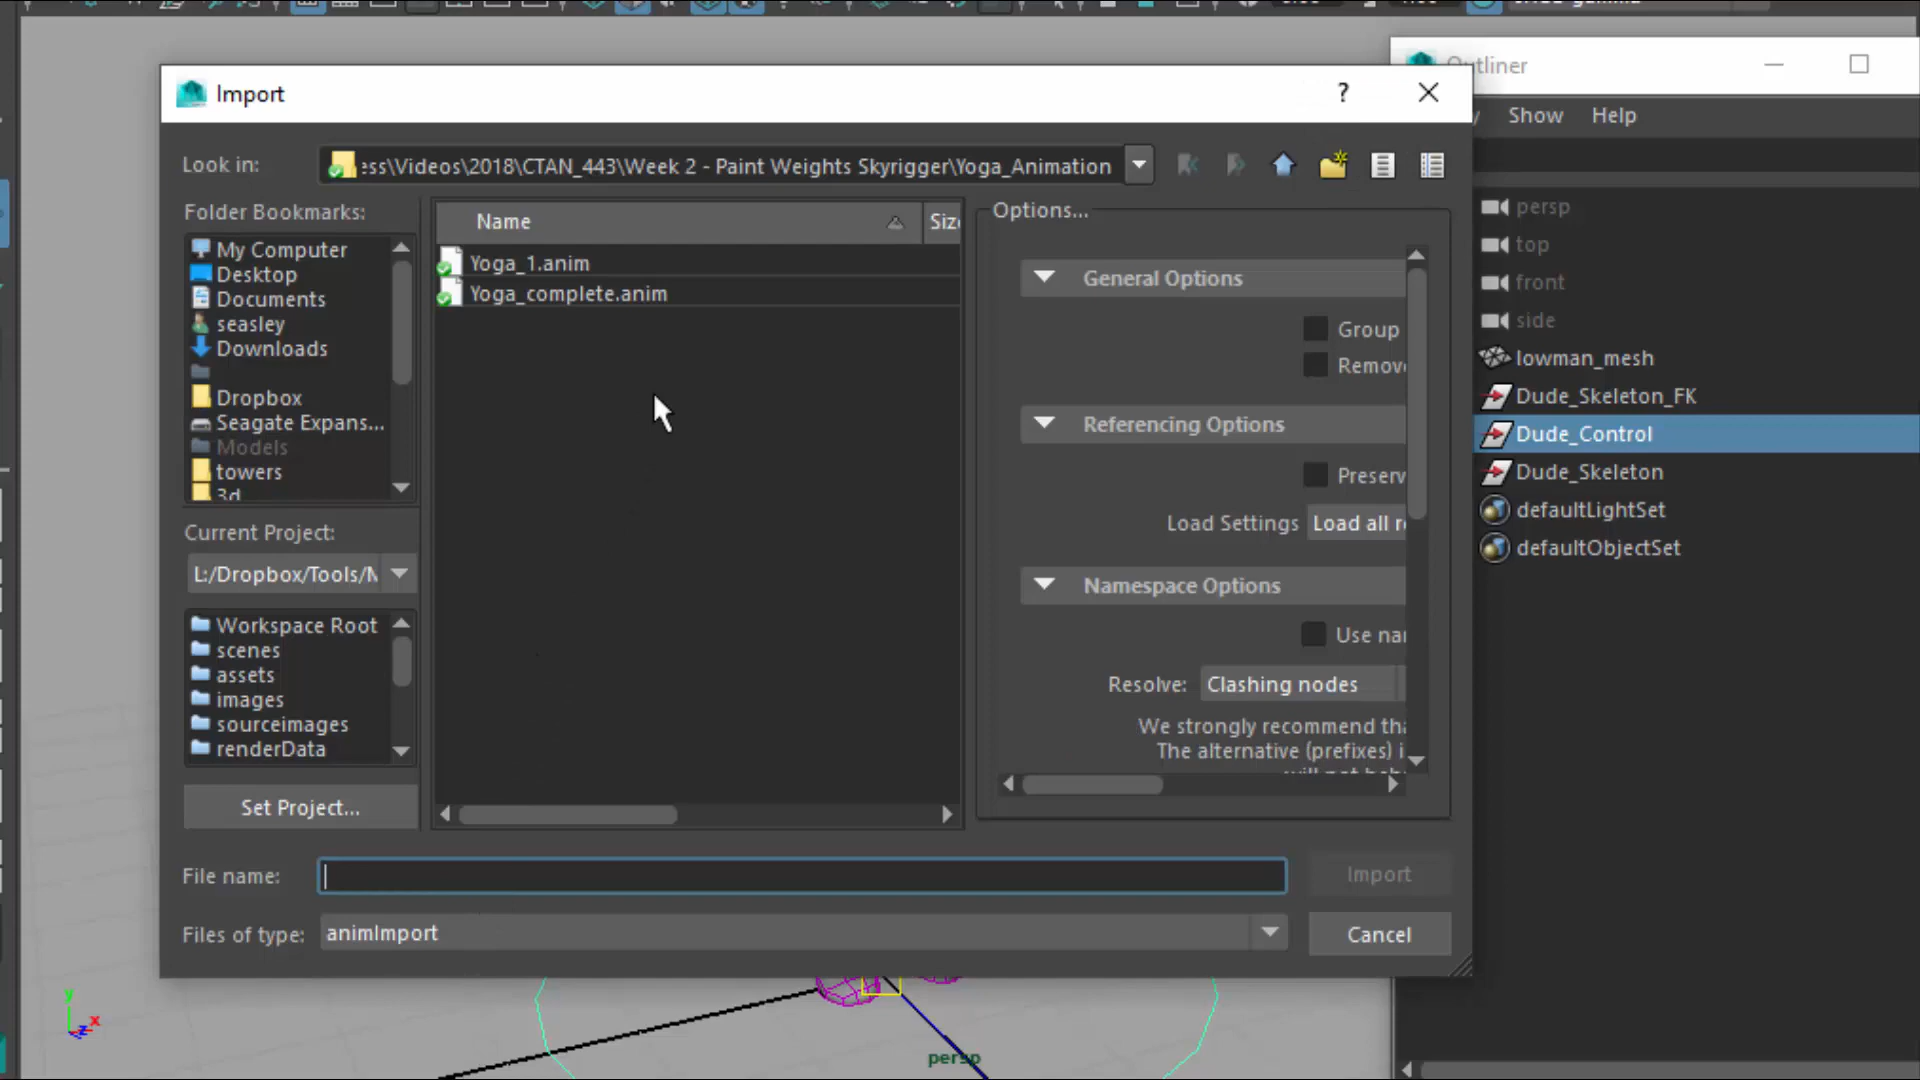 Import
?
Outliner
Show Help
Look in:
ess\Videos\2018\CTAN_443\Week 2 - Paint Weights Skyrigger\Yoga_Animation
Folder Bookmarks:
My Computer
Desktop
Documents
seasley
Downloads
Dropbox
Seagate Expans...
Models
towers
3d
Name
Size
Yoga_1.anim
Yoga_complete.anim
Options...
General Options
Group
Remov
Referencing Options
Preserv
Load Settings Load all r
Namespace Options
Use nar
Resolve: Clashing nodes
We strongly recommend tha
The alternative (prefixes) i
persp
top
front
side
lowman_mesh
Dude_Skeleton_FK
Dude_Control
Dude_Skeleton
defaultLightSet
defaultObjectSet
Current Project:
L:/Dropbox/Tools/M
Workspace Root
scenes
assets
images
sourceimages
renderData
Set Project...
File name:
Import
Files of type: animImport
Cancel
y
x
z
persp